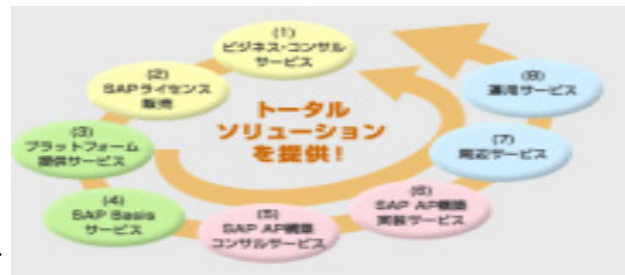 (1)
ビジネス・コンサル
サービス
(2)
SAPライセンス
販売
(3)
プラットフォーム
提供サービス
(4)
SAP Basis
サービス
(5)
SAP AP構築
コンサルサービス
(6)
SAP AP構築
実装サービス
(7)
周辺サービス
(8)
運用サービス
トータル
ソリューション
を提供！